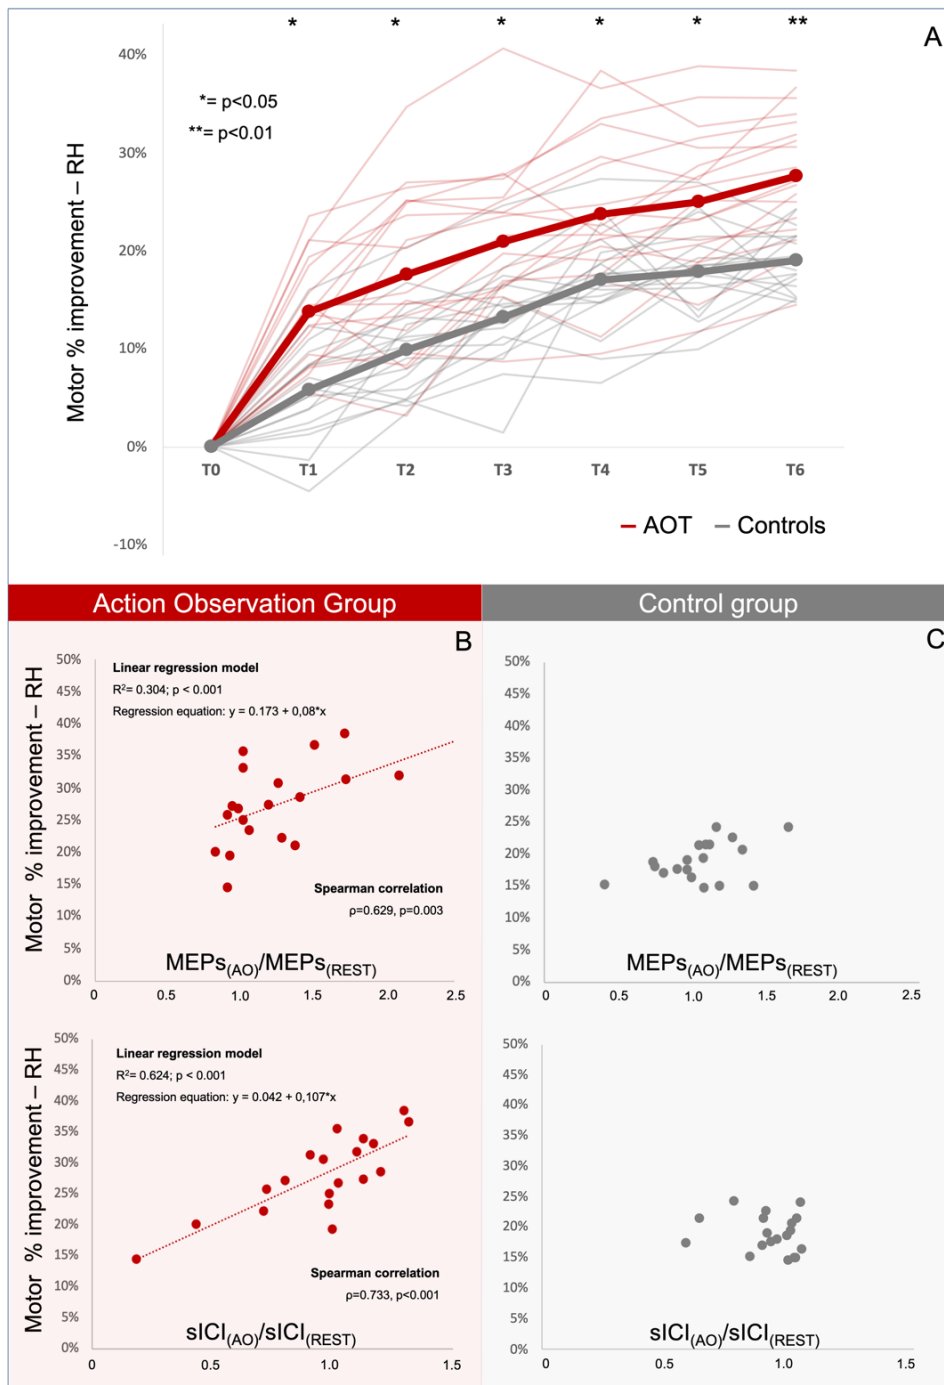 * * * * * **
A
40%
*= p<0.05
**= p<0.01
30%
20%
10%
0%
-10%
Motor % improvement – RH
T0 T1 T2 T3 T4 T5 T6
AOT Controls
Action Observation Group
B
50%
45%
40%
35%
30%
25%
20%
15%
10%
5%
0%
Motor % improvement – RH
Linear regression model
R²= 0.304; p < 0.001
Regression equation: y = 0.173 + 0,08*x
Spearman correlation
ρ=0.629, p=0.003
MEPs(AO)/MEPs(REST)
0 1.0 1.5 2.0 2.5
50%
45%
40%
35%
30%
25%
20%
15%
10%
5%
0%
Motor % improvement – RH
Linear regression model
R²= 0.624; p < 0.001
Regression equation: y = 0.042 + 0,107*x
Spearman correlation
ρ=0.733, p<0.001
sICI(AO)/sICI(REST)
0 0.5 1.0 1.5
Control group
C
50%
45%
40%
35%
30%
25%
20%
15%
10%
5%
0%
MEPs(AO)/MEPs(REST)
0 0.5 1.0 1.5 2.0 2.5
50%
45%
40%
35%
30%
25%
20%
15%
10%
5%
0%
sICI(AO)/sICI(REST)
0 0.5 1.0 1.5